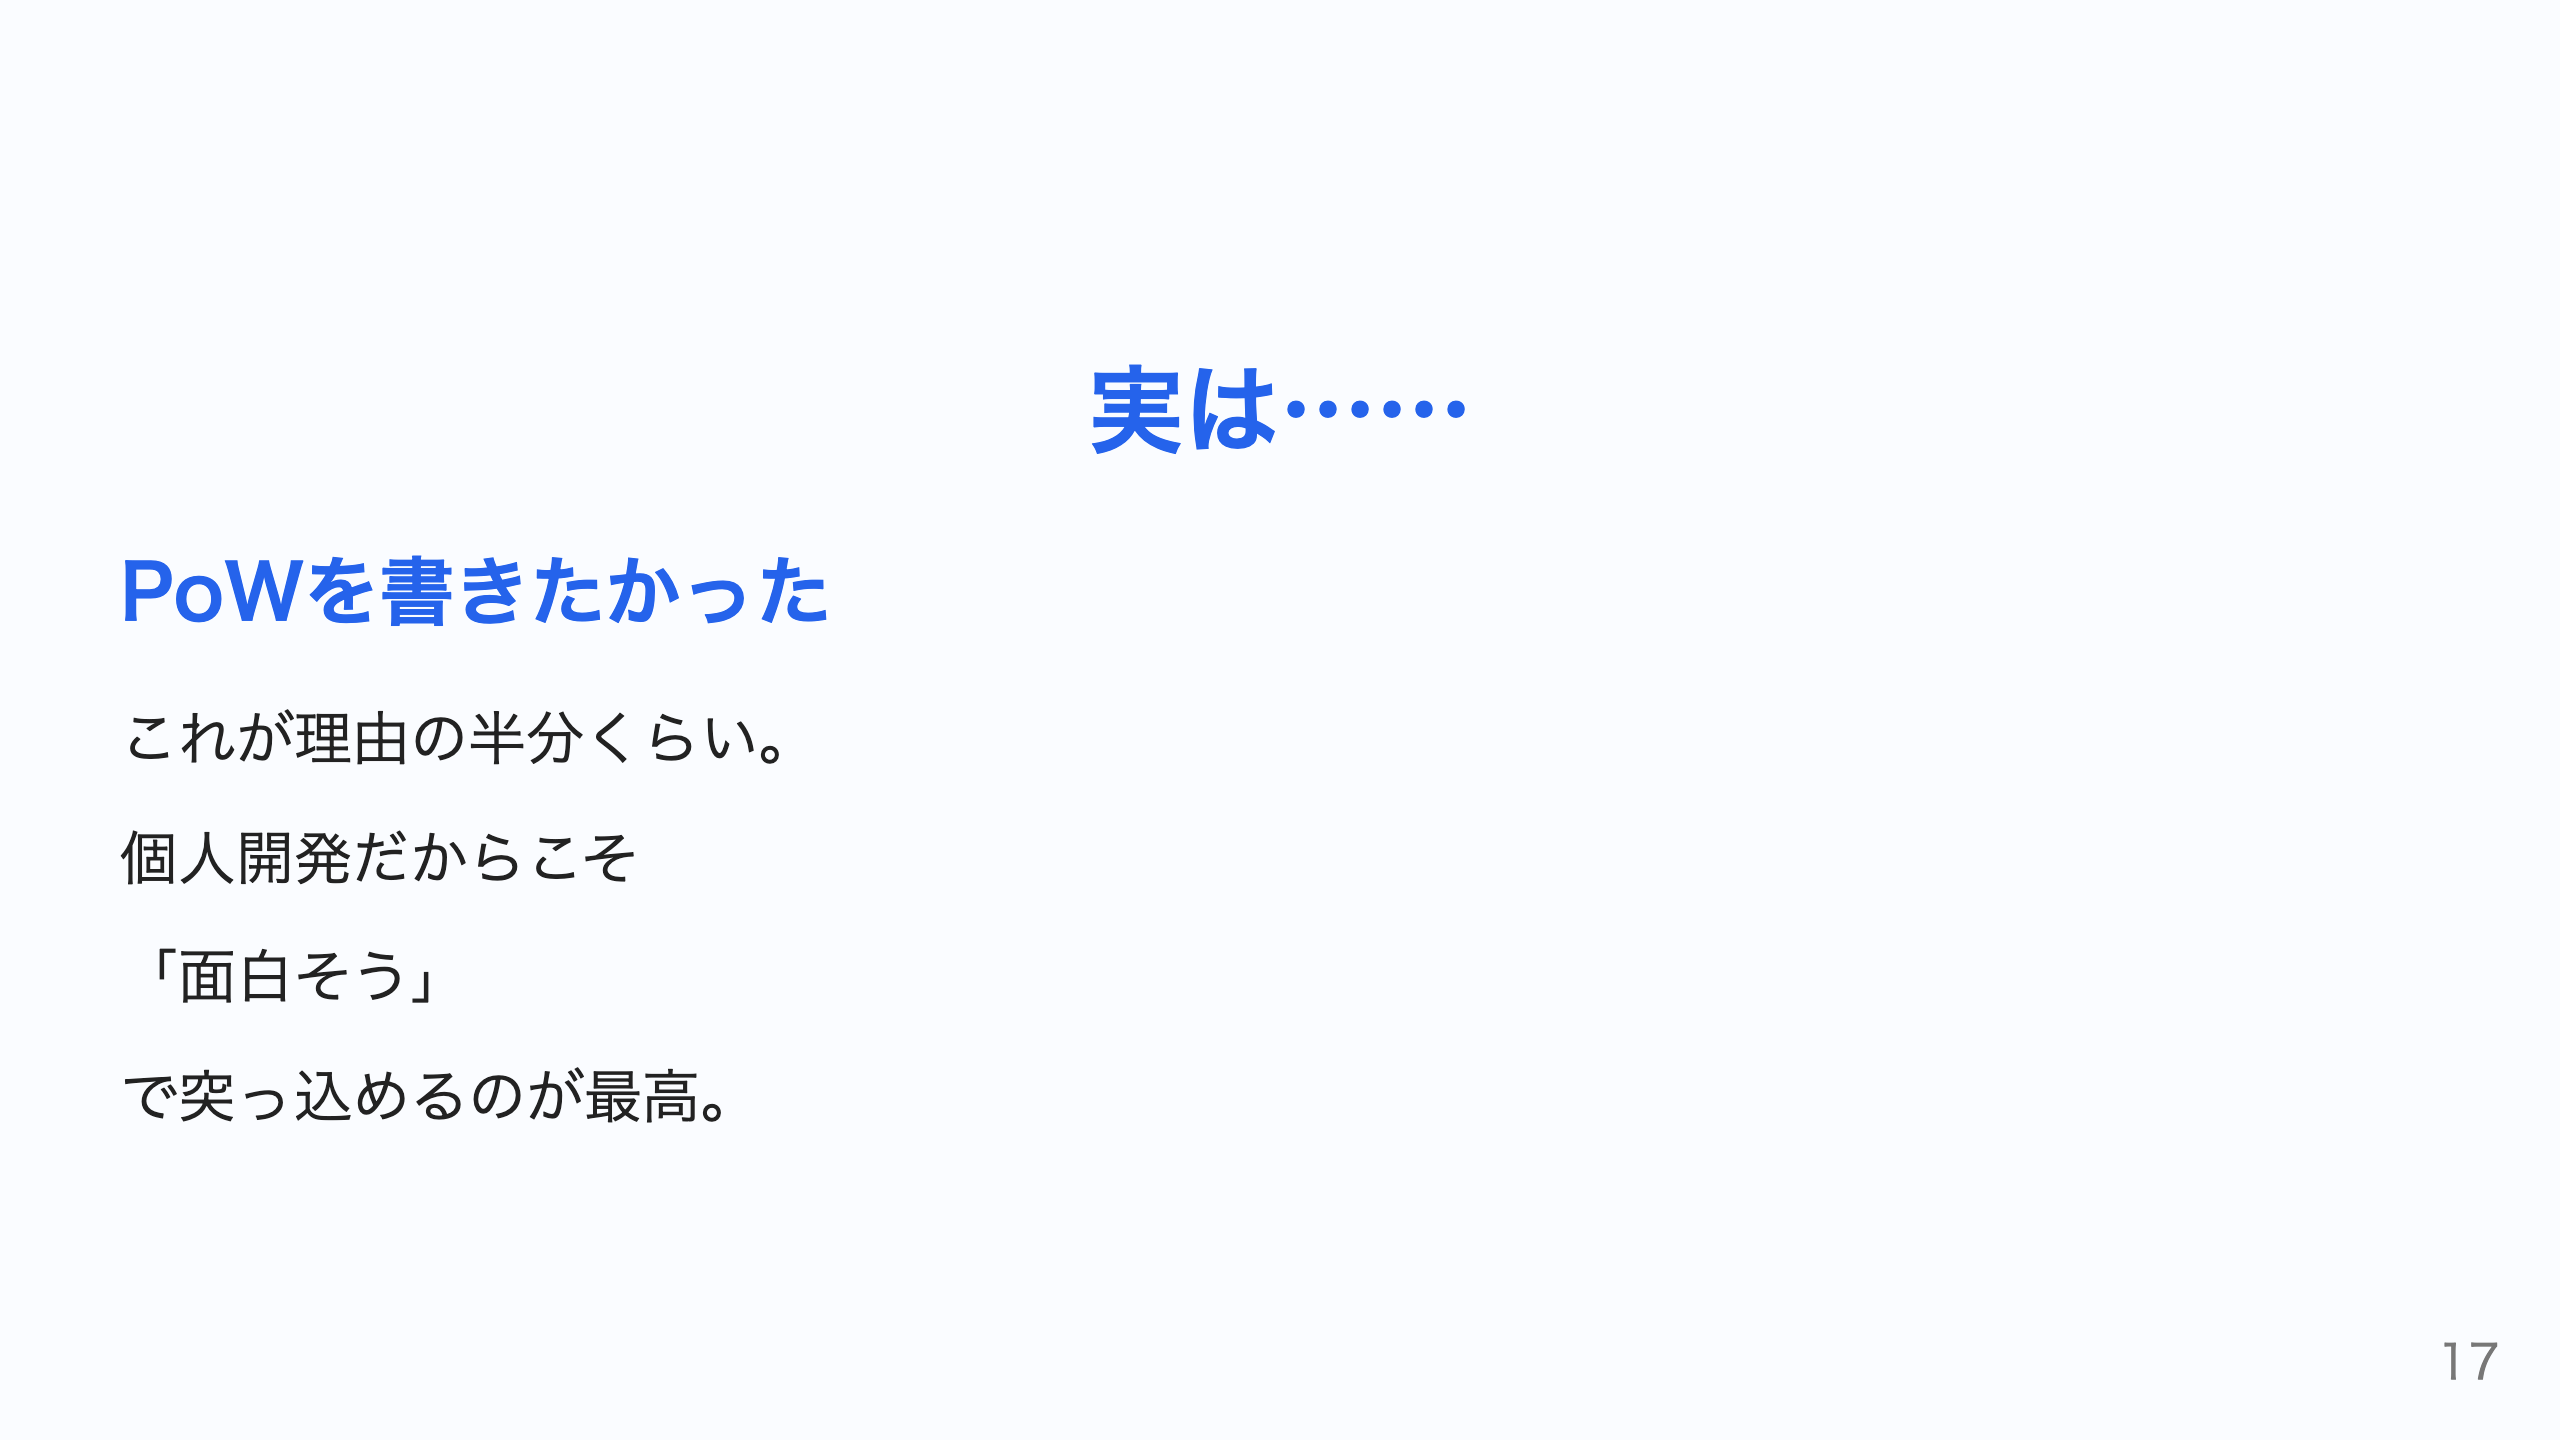 実は……
PoWを書きたかった
これが理由の半分くらい。
個人開発だからこそ
「面白そう」
で突っ込めるのが最高。
17